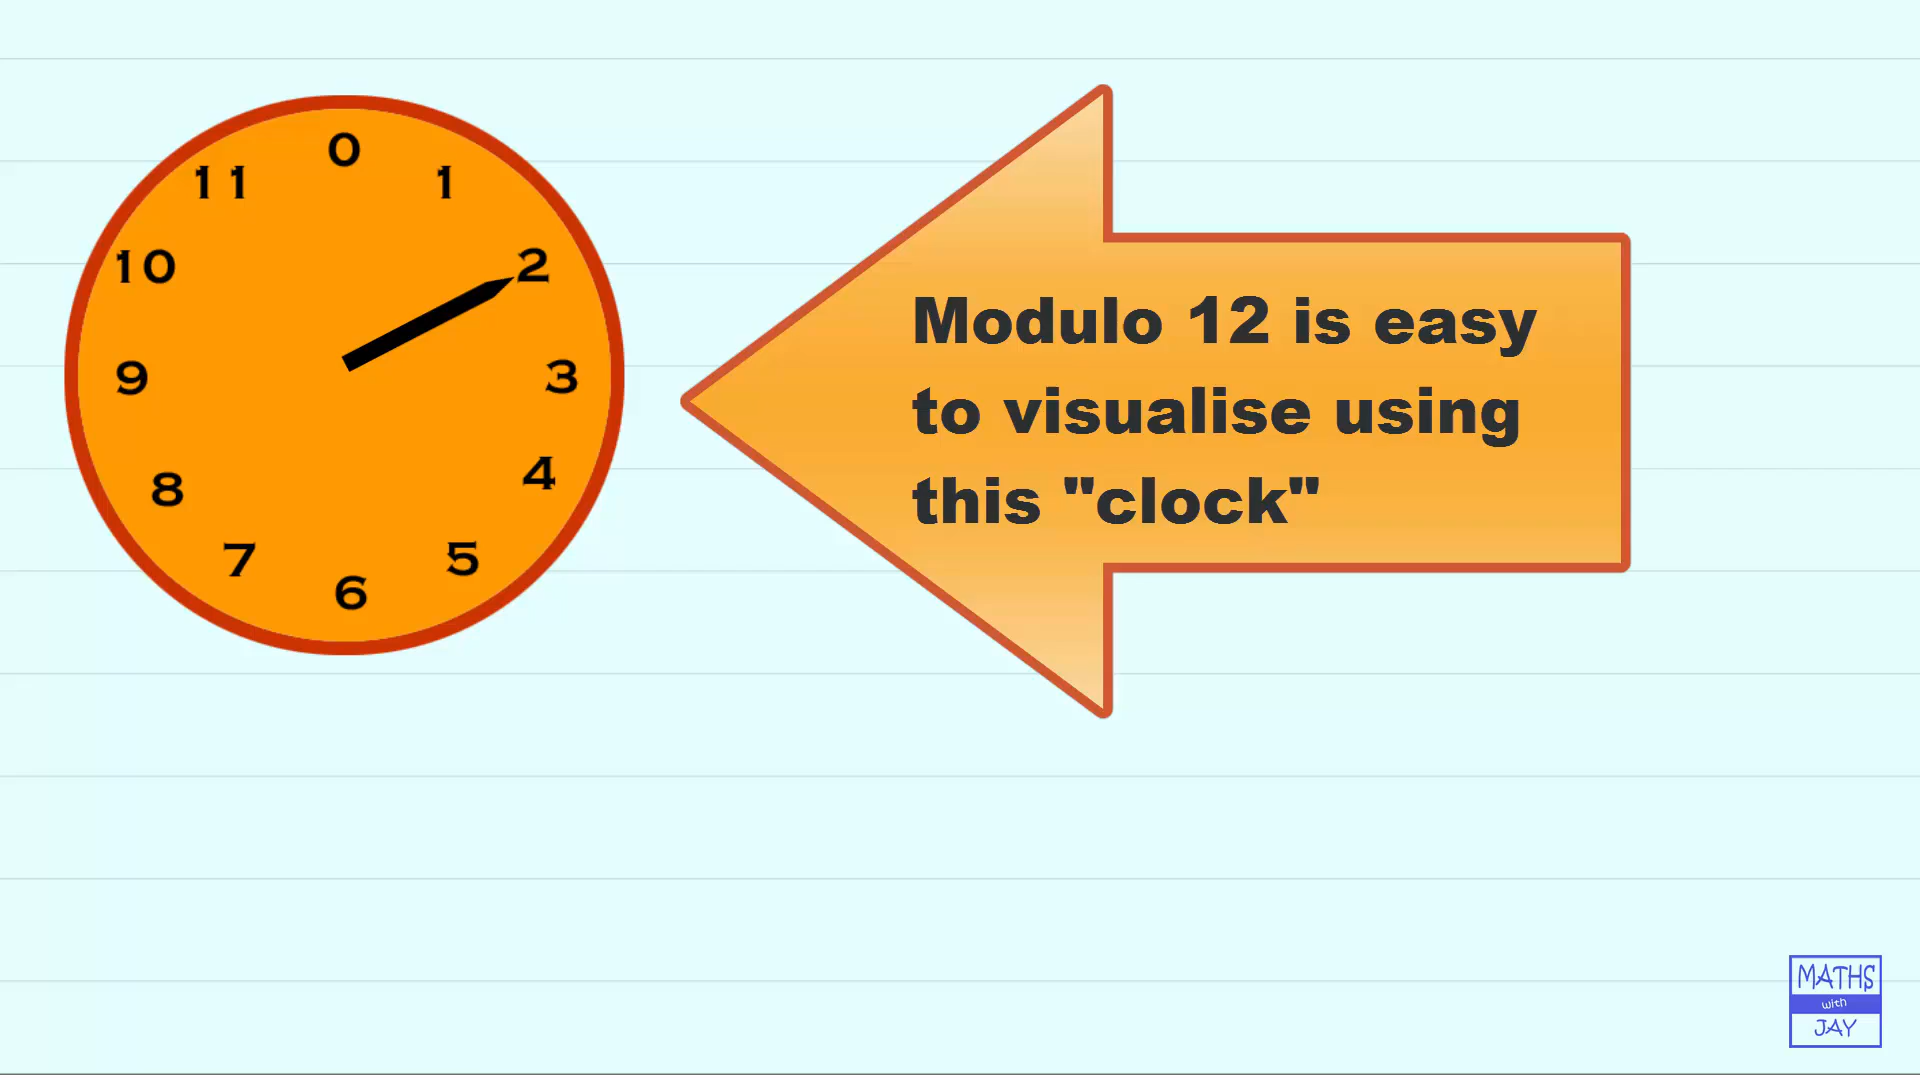 0
11
1
10
2
9
3
8
4
7
5
6
Modulo 12 is easy
to visualise using
this "clock"
MATHS
with
JAY